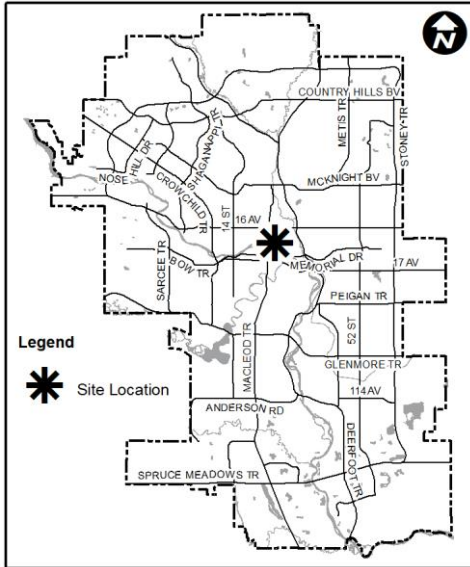 N
COUNTRY HILLS BV
METIS TR
STONEY TR
SHAGANAPPI TR
NOSE HILL DR
CROWCHILD TR
MCKNIGHT BV
14 ST
16 AV
SARCEE TR
BOW TR
MEMORIAL DR
17 AV
PEIGAN TR
52 ST
MACLEOD TR
Legend
Site Location
GLENMORE TR
114 AV
ANDERSON RD
DEERFOOT TR
SPRUCE MEADOWS TR